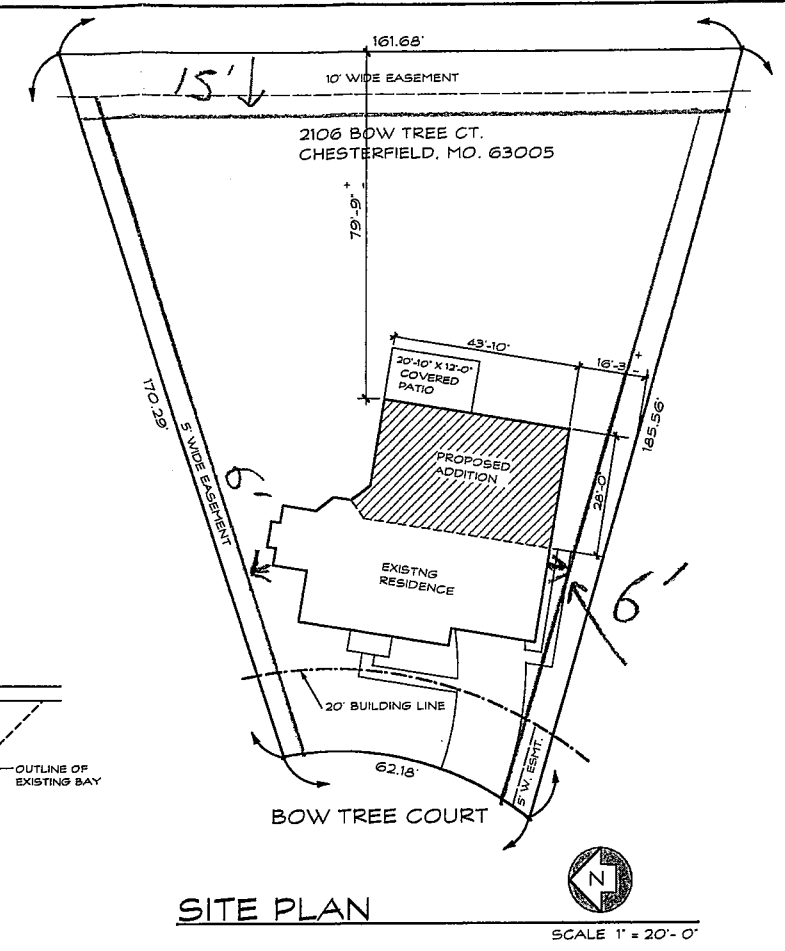 161.68'
10' WIDE EASEMENT
15'
2106 BOW TREE CT.
CHESTERFIELD, MO. 63005
79'-9" ±
43'-10"
16'-3" ±
20'-10" X 12'-0"
COVERED
PATIO
170.29'
185.56'
PROPOSED
ADDITION
28'-0"
5' WIDE EASEMENT
EXISTNG
RESIDENCE
6'
20' BUILDING LINE
OUTLINE OF
EXISTING BAY
62.18'
5' W. ESMT.
BOW TREE COURT
N
SITE PLAN
SCALE 1" = 20'-0"